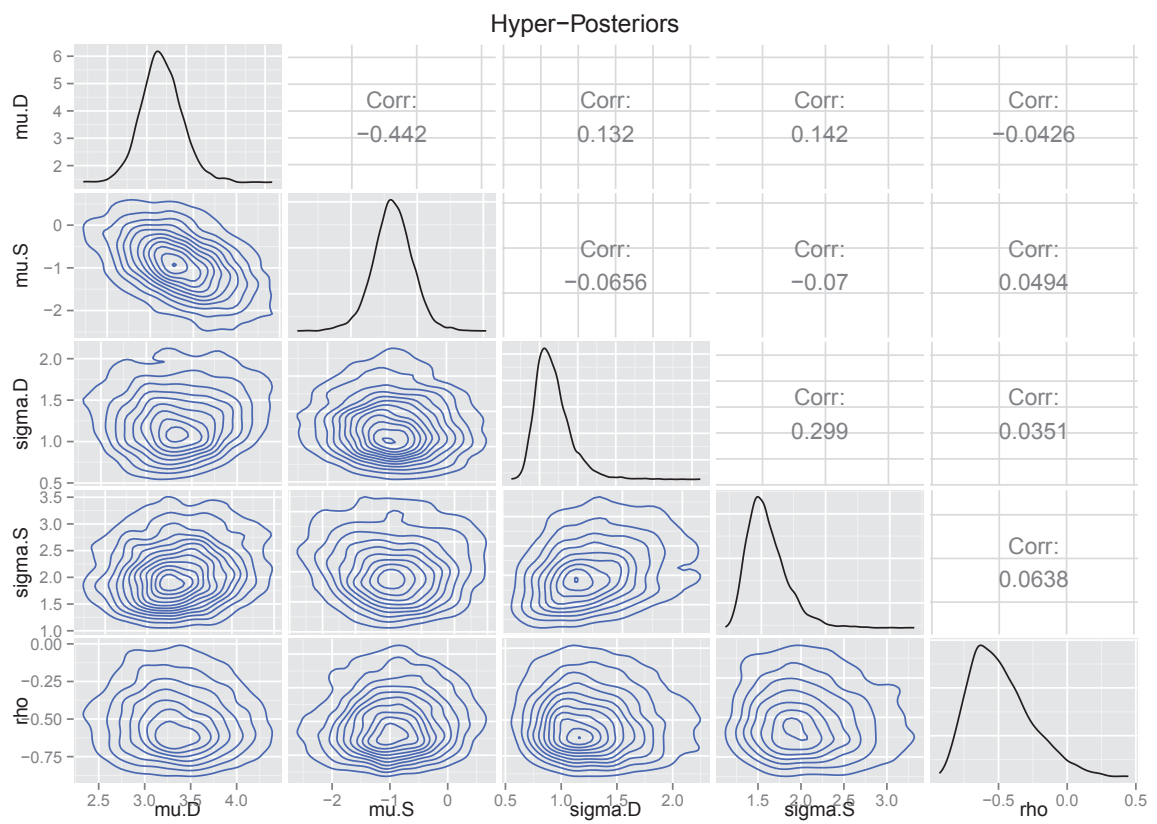 Hyper−Posteriors
mu.D
6
5
4
3
2
Corr:
−0.442
Corr:
0.132
Corr:
0.142
Corr:
−0.0426
mu.S
0
−1
−2
Corr:
−0.0656
Corr:
−0.07
Corr:
0.0494
sigma.D
2.0
1.5
1.0
0.5
Corr:
0.299
Corr:
0.0351
sigma.S
3.5
3.0
2.5
2.0
1.5
1.0
Corr:
0.0638
rho
0.00
−0.25
−0.50
−0.75
2.5 3.0 3.5 4.0
mu.D
−2 −1 0
mu.S
0.5 1.0 1.5 2.0
sigma.D
1.5 2.0 2.5 3.0
sigma.S
−0.5 0.0 0.5
rho